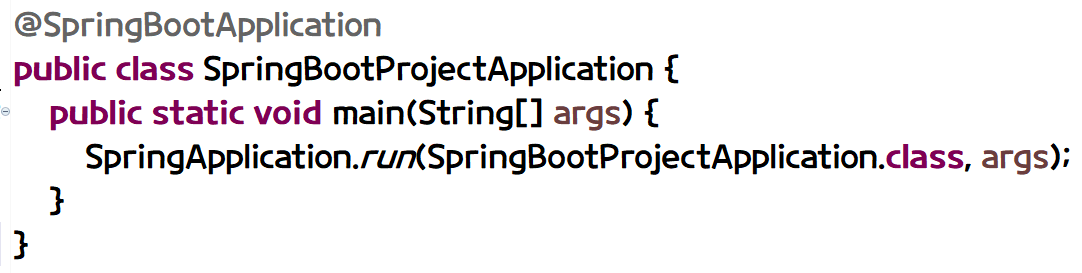 @SpringBootApplication
public class SpringBootProjectApplication {
public static void main(String[] args) {
SpringApplication.run(SpringBootProjectApplication.class, args);
}
}